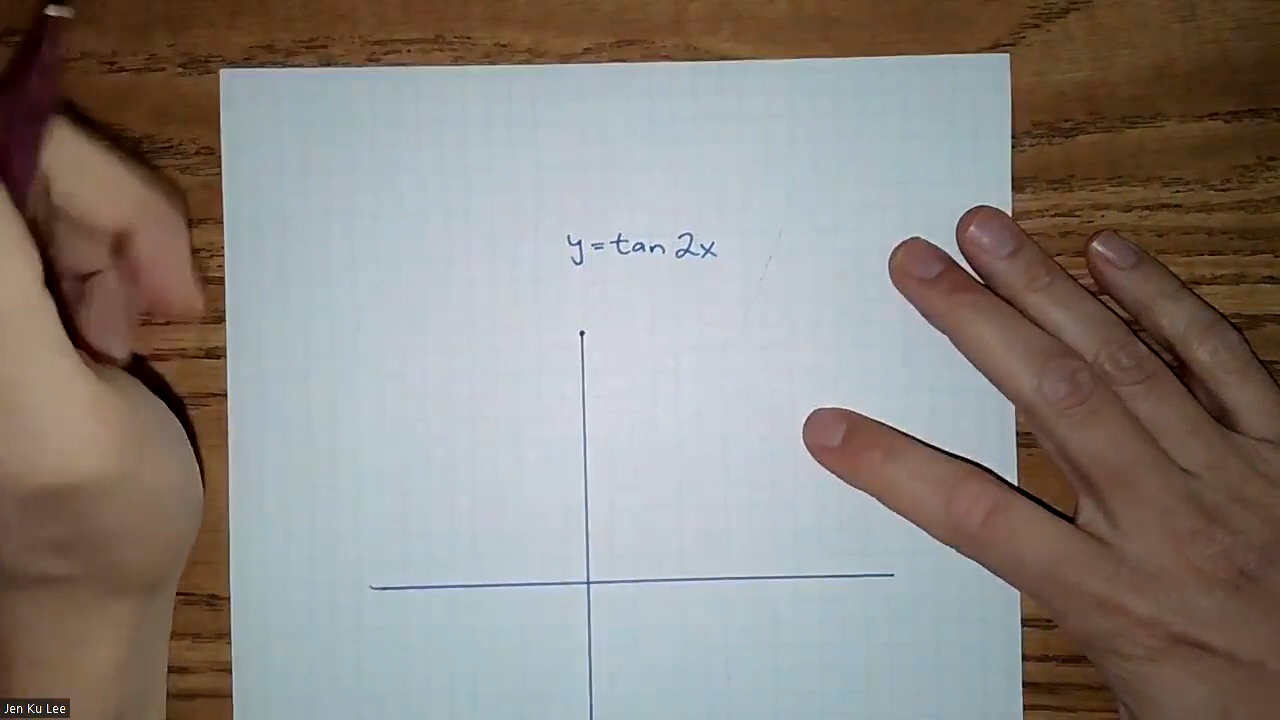 y = tan 2x
Jen Ku Lee